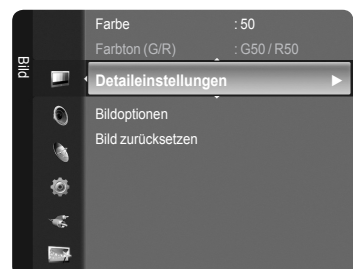 Bild
Farbe : 50
Farbton (G/R) : G50 / R50
Detaileinstellungen
Bildoptionen
Bild zurücksetzen